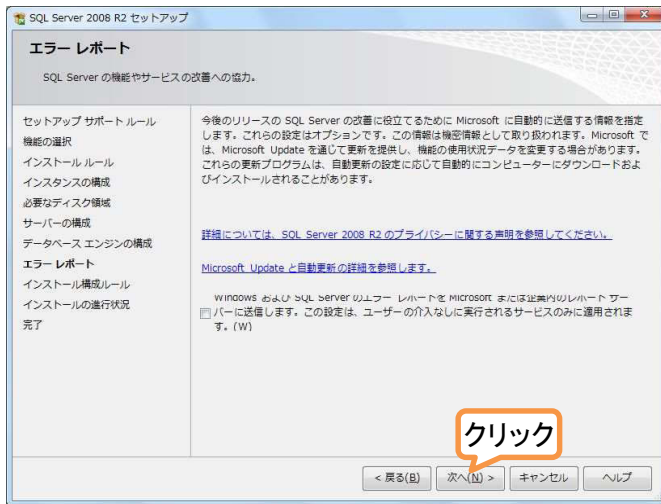 SQL Server 2008 R2 セットアップ
エラー レポート
SQL Server の機能やサービスの改善への協力。
セットアップ サポート ルール
機能の選択
インストール ルール
インスタンスの構成
必要なディスク領域
サーバーの構成
データベース エンジンの構成
エラー レポート
インストール構成ルール
インストールの進行状況
完了
今後のリリースの SQL Server の改善に役立てるために Microsoft に自動的に送信する情報を指定
します。これらの設定はオプションです。この情報は機密情報として取り扱われます。Microsoft で
は、Microsoft Update を通じて更新を提供し、機能の使用状況データを変更する場合があります。
これらの更新プログラムは、自動更新の設定に応じて自動的にコンピューターにダウンロードおよ
びインストールされることがあります。
詳細については、SQL Server 2008 R2 のプライバシーに関する声明を参照してください。
Microsoft Update と自動更新の詳細を参照します。
Windows および SQL Server のエラー レポートを Microsoft または企業内のレポート サー
バーに送信します。この設定は、ユーザーの介入なしに実行されるサービスのみに適用されま
す。(W)
クリック
< 戻る(B)
次へ(N) >
キャンセル
ヘルプ